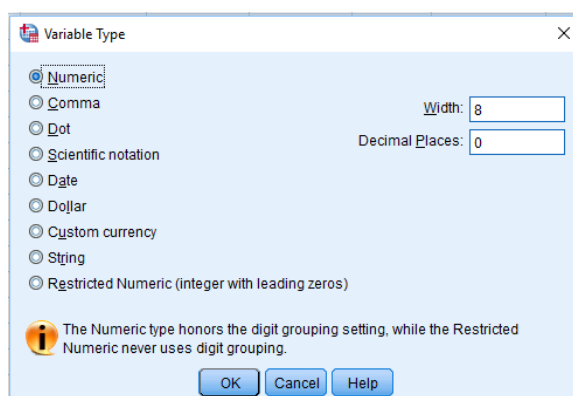 Variable Type
Numeric
Comma
Width: 8
Dot
Decimal Places: 0
Scientific notation
Date
Dollar
Custom currency
String
Restricted Numeric (integer with leading zeros)
The Numeric type honors the digit grouping setting, while the Restricted
Numeric never uses digit grouping.
OK Cancel Help